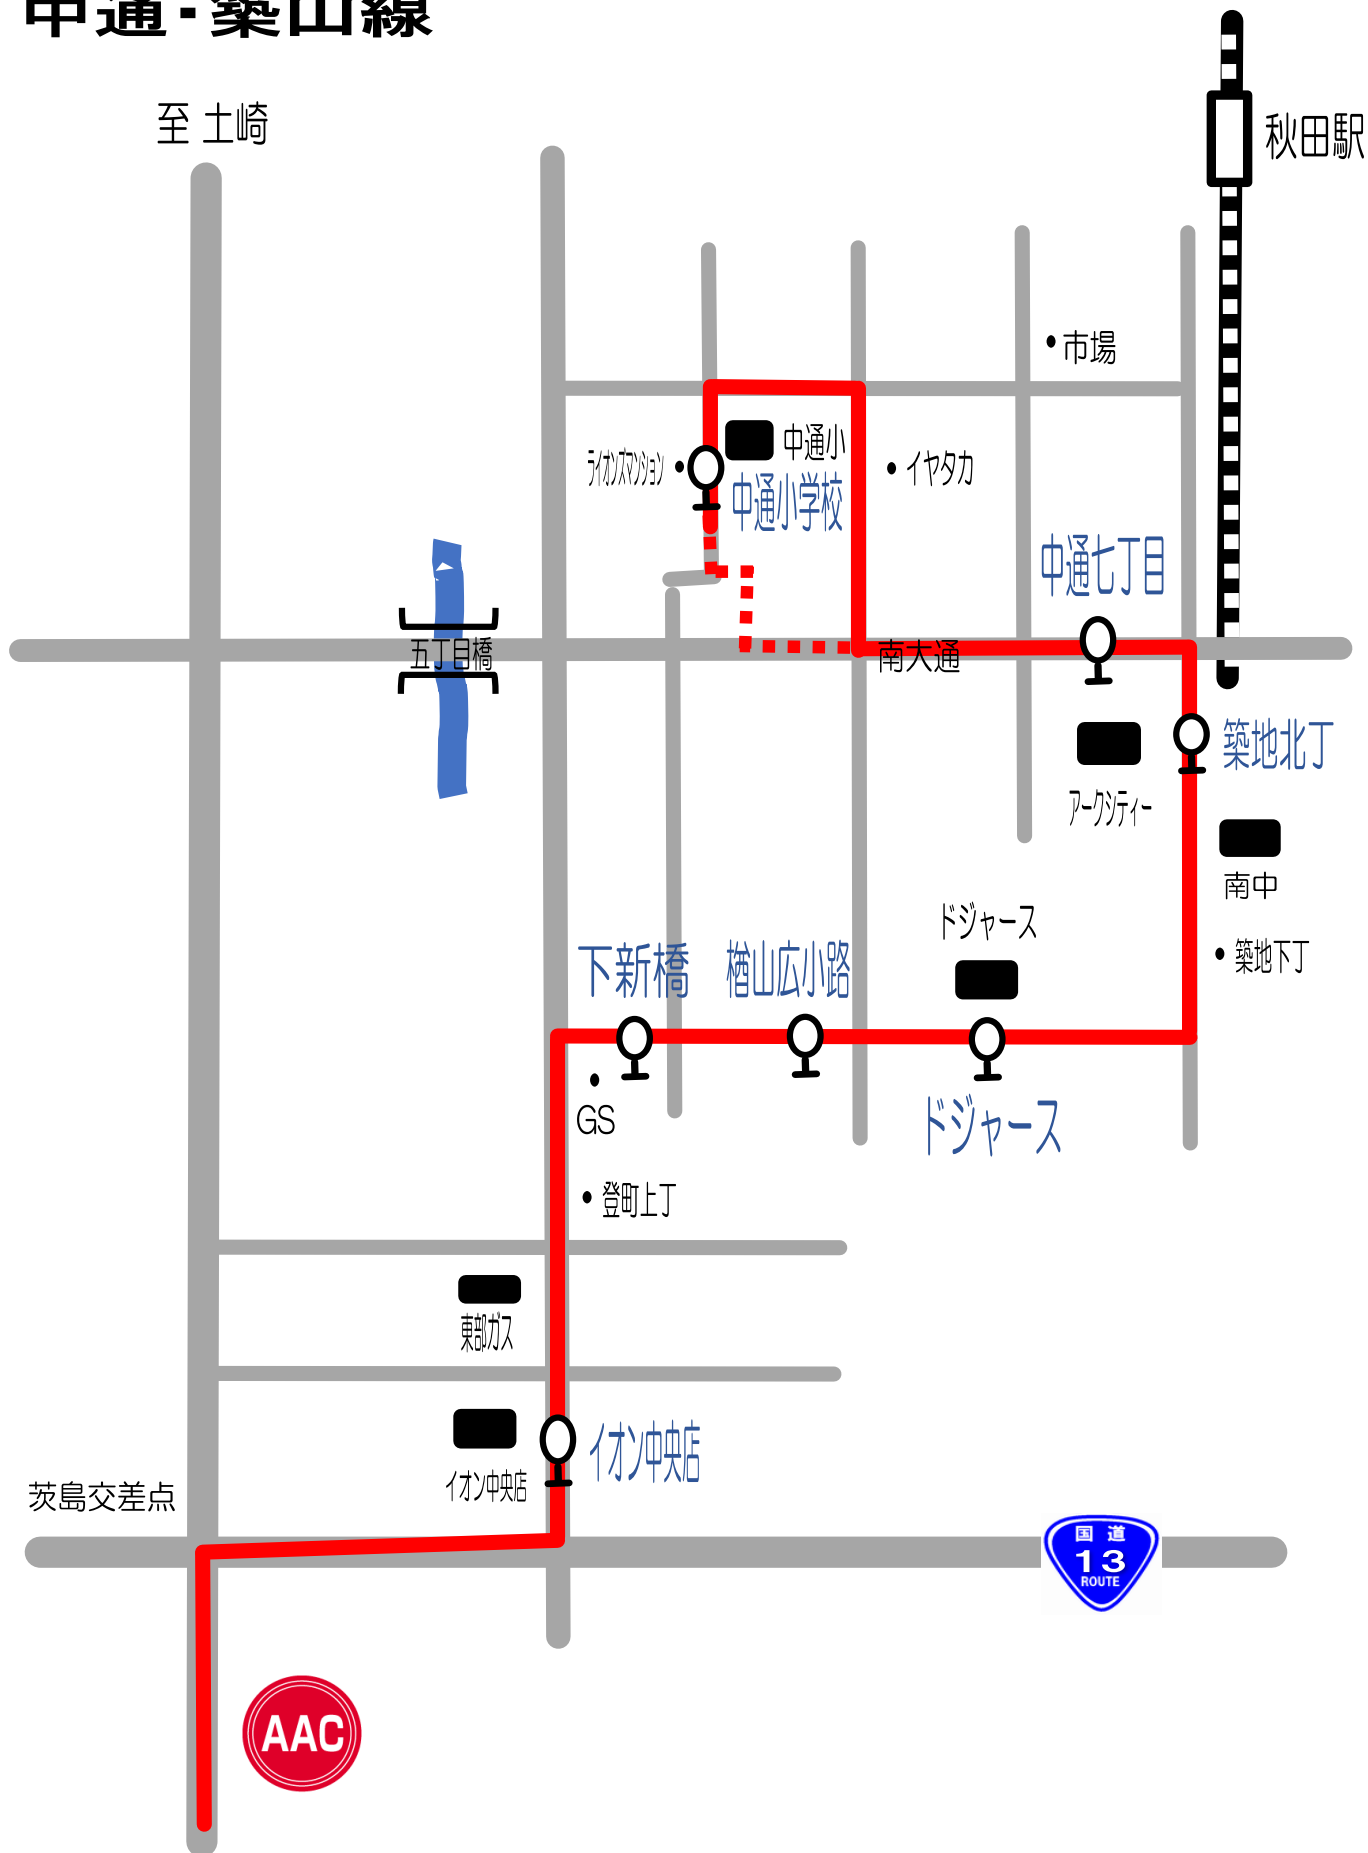 中通・築山線
至 土崎
秋田駅
市場
中通小
ライオンズマンション
イヤタカ
中通小学校
中通七丁目
五丁目橋
南大通
築地北丁
アークシティー
南中
ドジャース
築地下丁
下新橋
楢山広小路
GS
ドジャース
登町上丁
東部ガス
イオン中央店
イオン中央店
茨島交差点
国道
13
ROUTE
AAC